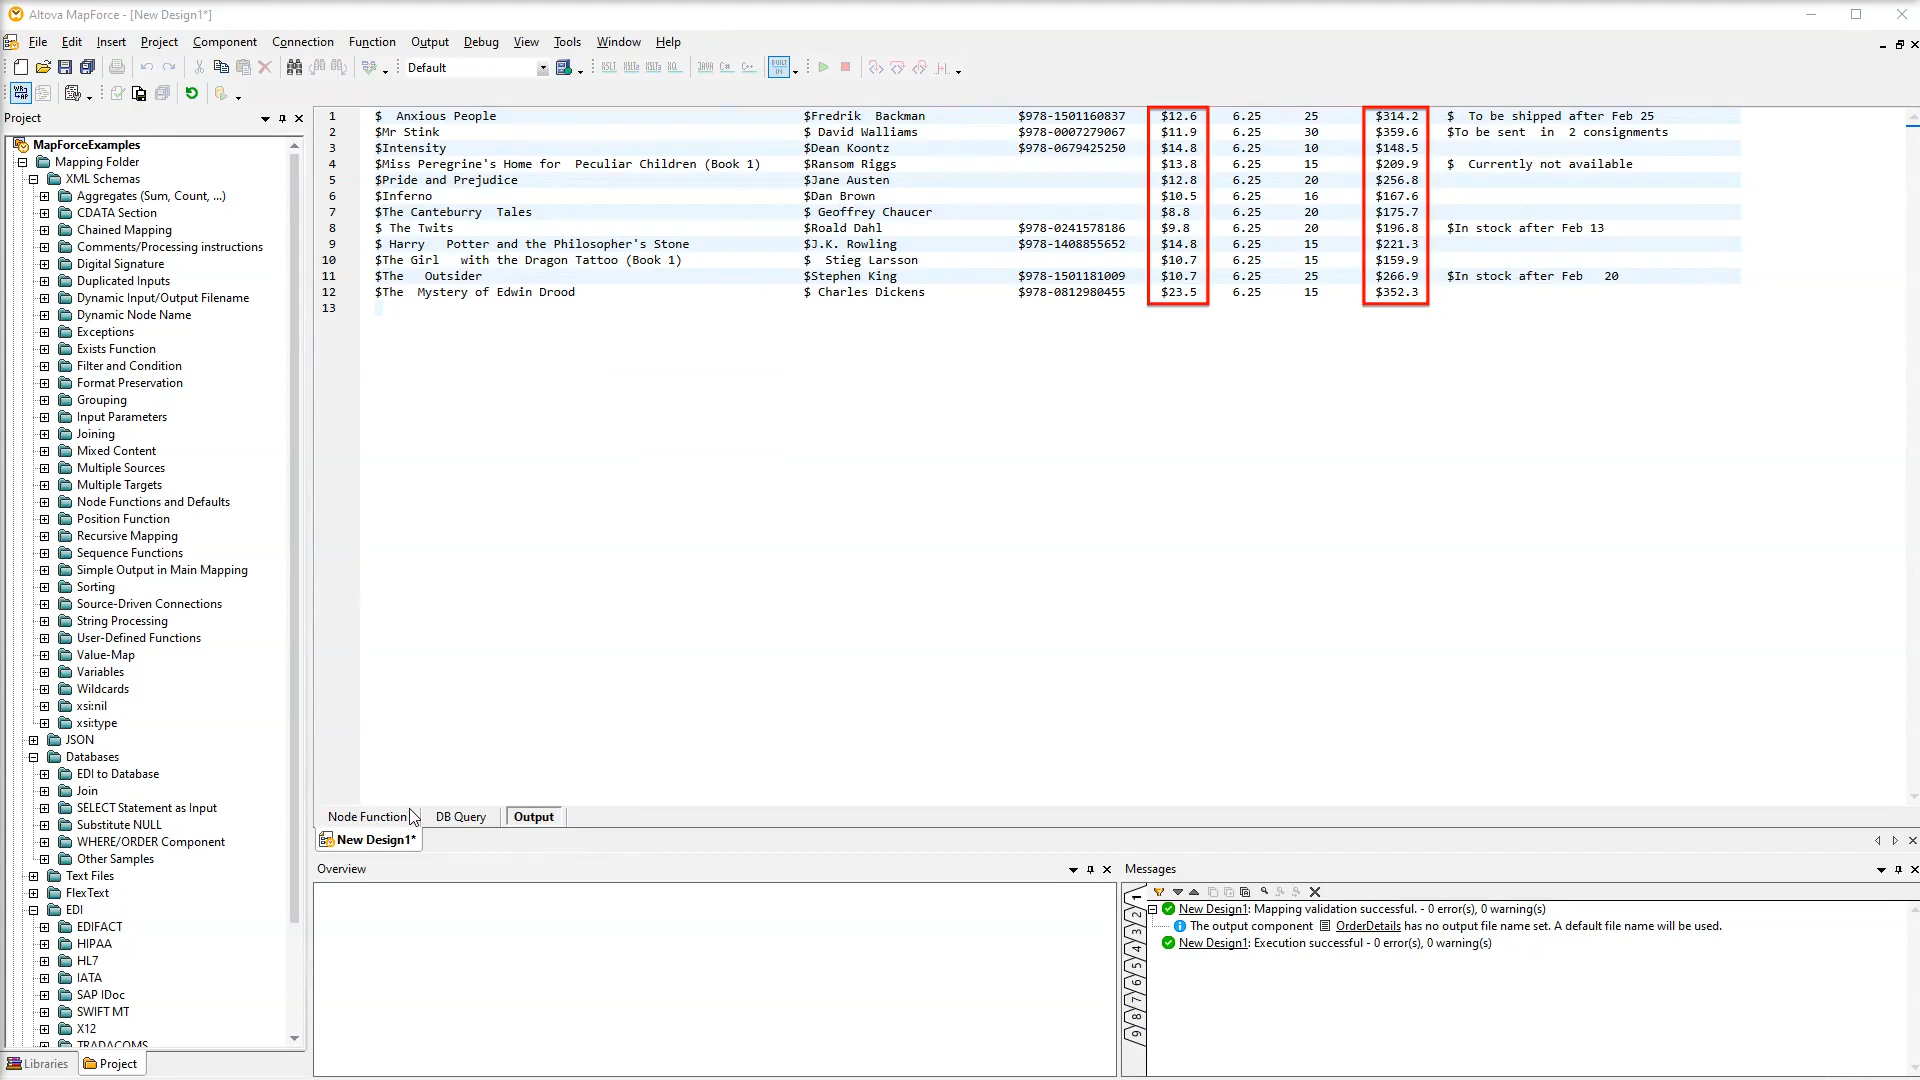 Altova MapForce - [New Design1*]
File Edit Insert Project Component Connection Function Output Debug View Tools Window Help
Default
XSLT XSLT2 XSLT3 XQ... JAVA C# C++ BUILT IN
Project
MapForceExamples
Mapping Folder
XML Schemas
Aggregates (Sum, Count, ...)
CDATA Section
Chained Mapping
Comments/Processing instructions
Digital Signature
Duplicated Inputs
Dynamic Input/Output Filename
Dynamic Node Name
Exceptions
Exists Function
Filter and Condition
Format Preservation
Grouping
Input Parameters
Joining
Mixed Content
Multiple Sources
Multiple Targets
Node Functions and Defaults
Position Function
Recursive Mapping
Sequence Functions
Simple Output in Main Mapping
Sorting
Source-Driven Connections
String Processing
User-Defined Functions
Value-Map
Variables
Wildcards
xsi:nil
xsi:type
JSON
Databases
EDI to Database
Join
SELECT Statement as Input
Substitute NULL
WHERE/ORDER Component
Other Samples
Text Files
FlexText
EDI
EDIFACT
HIPAA
HL7
IATA
SAP IDoc
SWIFT MT
X12
TRADACOMS
Libraries Project
1 $  Anxious People $Fredrik  Backman $978-1501160837 $12.6 6.25 25 $314.2 $  To be shipped after Feb 25
2 $Mr Stink $ David Walliams $978-0007279067 $11.9 6.25 30 $359.6 $To be sent  in  2 consignments
3 $Intensity $Dean Koontz $978-0679425250 $14.8 6.25 10 $148.5
4 $Miss Peregrine's Home for  Peculiar Children (Book 1) $Ransom Riggs $13.8 6.25 15 $209.9 $  Currently not available
5 $Pride and Prejudice $Jane Austen $12.8 6.25 20 $256.8
6 $Inferno $Dan Brown $10.5 6.25 16 $167.6
7 $The Canteburry  Tales $ Geoffrey Chaucer $8.8 6.25 20 $175.7
8 $ The Twits $Roald Dahl $978-0241578186 $9.8 6.25 20 $196.8 $In stock after Feb 13
9 $ Harry   Potter and the Philosopher's Stone $J.K. Rowling $978-1408855652 $14.8 6.25 15 $221.3
10 $The Girl   with the Dragon Tattoo (Book 1) $  Stieg Larsson $10.7 6.25 15 $159.9
11 $The   Outsider $Stephen King $978-1501181009 $10.7 6.25 25 $266.9 $In stock after Feb   20
12 $The  Mystery of Edwin Drood $ Charles Dickens $978-0812980455 $23.5 6.25 15 $352.3
13
Node Function DB Query Output
New Design1*
Overview
Messages
1
2
3
4
5
6
7
8
9
New Design1: Mapping validation successful. - 0 error(s), 0 warning(s)
The output component OrderDetails has no output file name set. A default file name will be used.
New Design1: Execution successful - 0 error(s), 0 warning(s)